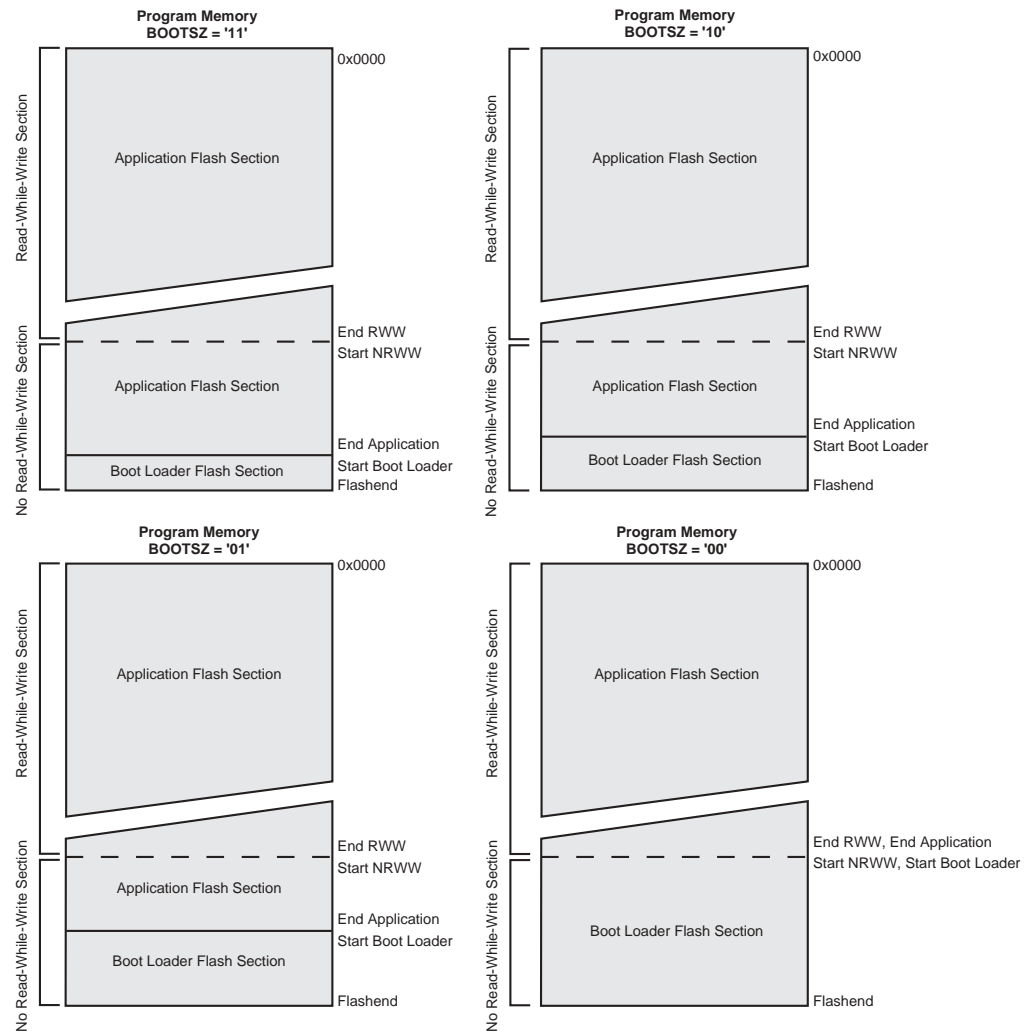 Program Memory
BOOTSZ = '11'
0x0000
Read-While-Write Section
Application Flash Section
End RWW
Start NRWW
No Read-While-Write Section
Application Flash Section
End Application
Start Boot Loader
Boot Loader Flash Section
Flashend
Program Memory
BOOTSZ = '10'
0x0000
Read-While-Write Section
Application Flash Section
End RWW
Start NRWW
No Read-While-Write Section
Application Flash Section
End Application
Start Boot Loader
Boot Loader Flash Section
Flashend
Program Memory
BOOTSZ = '01'
0x0000
Read-While-Write Section
Application Flash Section
End RWW
Start NRWW
No Read-While-Write Section
Application Flash Section
End Application
Start Boot Loader
Boot Loader Flash Section
Flashend
Program Memory
BOOTSZ = '00'
0x0000
Read-While-Write Section
Application Flash Section
End RWW, End Application
Start NRWW, Start Boot Loader
No Read-While-Write Section
Boot Loader Flash Section
Flashend